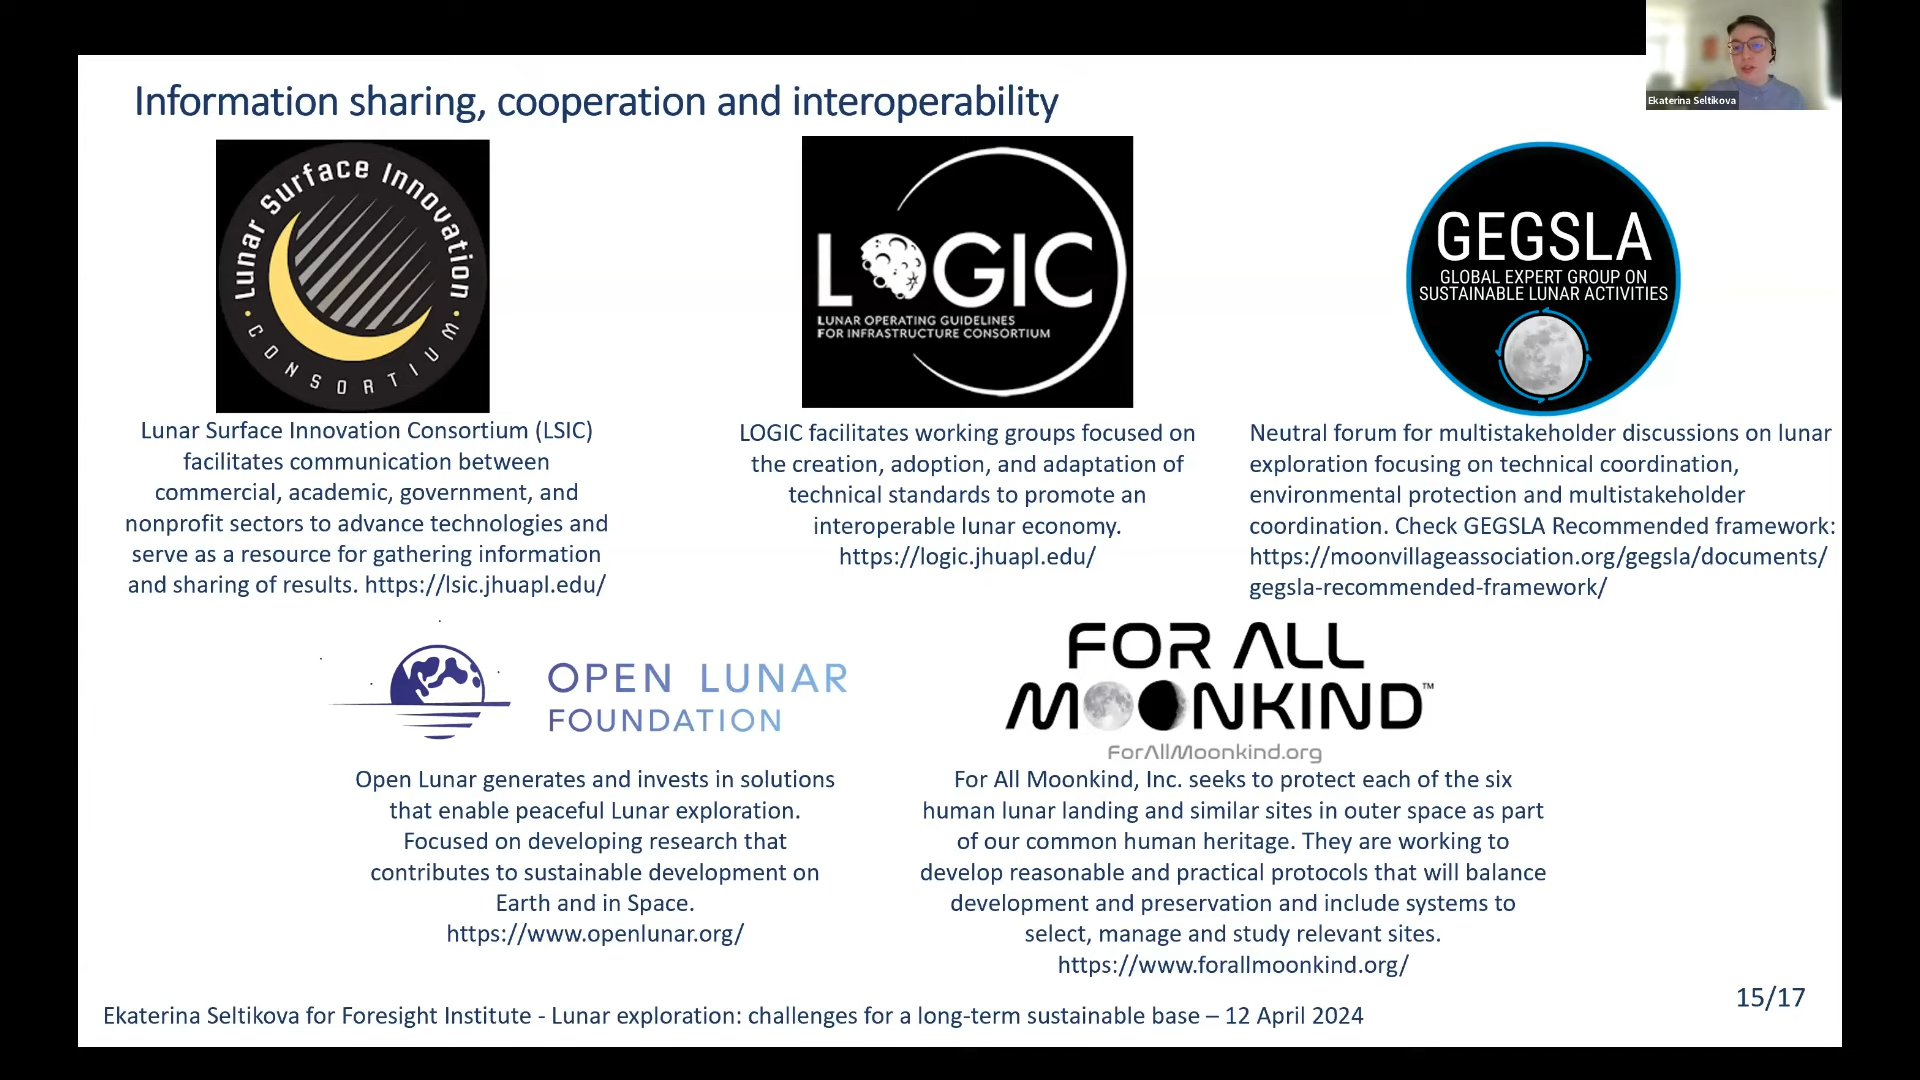 Ekaterina Seltikova
Information sharing, cooperation and interoperability
Lunar Surface Innovation
CONSORTIUM
LOGIC
LUNAR OPERATING GUIDELINES
FOR INFRASTRUCTURE CONSORTIUM
GEGSLA
GLOBAL EXPERT GROUP ON
SUSTAINABLE LUNAR ACTIVITIES
Lunar Surface Innovation Consortium (LSIC)
facilitates communication between
commercial, academic, government, and
nonprofit sectors to advance technologies and
serve as a resource for gathering information
and sharing of results. https://lsic.jhuapl.edu/
LOGIC facilitates working groups focused on
the creation, adoption, and adaptation of
technical standards to promote an
interoperable lunar economy.
https://logic.jhuapl.edu/
Neutral forum for multistakeholder discussions on lunar
exploration focusing on technical coordination,
environmental protection and multistakeholder
coordination. Check GEGSLA Recommended framework:
https://moonvillageassociation.org/gegsla/documents/
gegsla-recommended-framework/
OPEN LUNAR
FOUNDATION
Open Lunar generates and invests in solutions
that enable peaceful Lunar exploration.
Focused on developing research that
contributes to sustainable development on
Earth and in Space.
https://www.openlunar.org/
FOR ALL
MOONKIND™
ForAllMoonkind.org
For All Moonkind, Inc. seeks to protect each of the six
human lunar landing and similar sites in outer space as part
of our common human heritage. They are working to
develop reasonable and practical protocols that will balance
development and preservation and include systems to
select, manage and study relevant sites.
https://www.forallmoonkind.org/
15/17
Ekaterina Seltikova for Foresight Institute - Lunar exploration: challenges for a long-term sustainable base – 12 April 2024